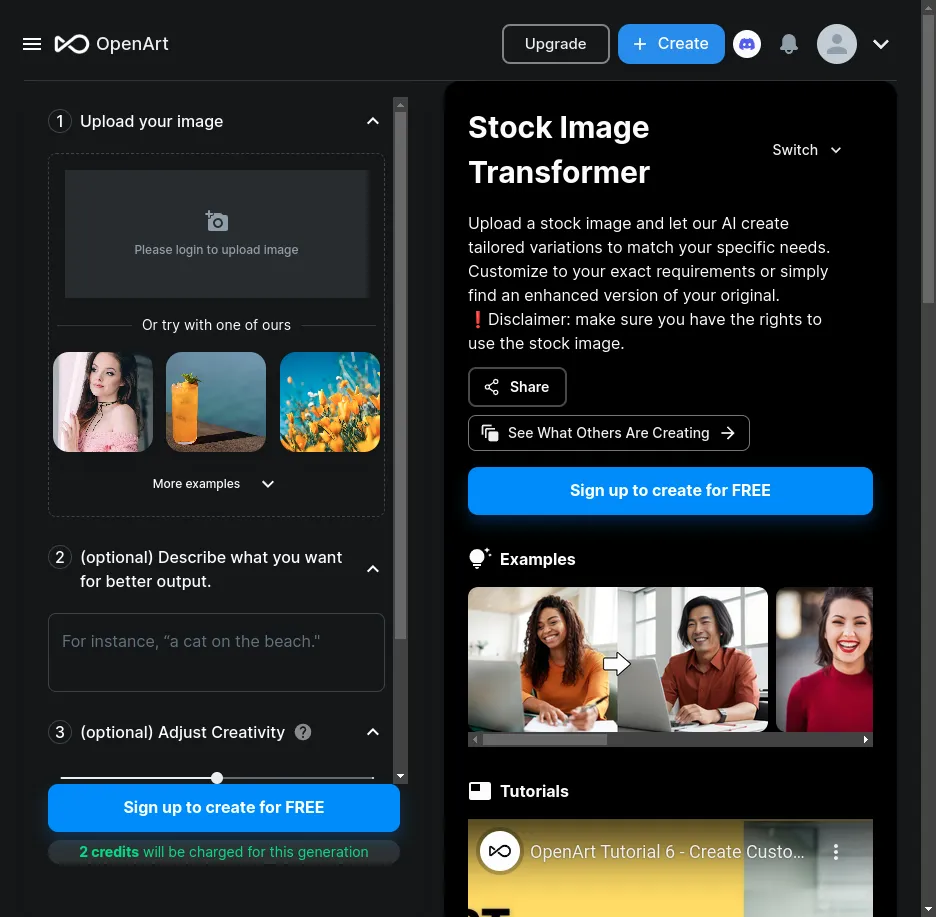 OpenArt
Upgrade
+ Create
1 Upload your image
Please login to upload image
Or try with one of ours
More examples
2 (optional) Describe what you want
for better output.
For instance, “a cat on the beach."
3 (optional) Adjust Creativity ?
Sign up to create for FREE
2 credits will be charged for this generation
Stock Image
Transformer
Switch
Upload a stock image and let our AI create
tailored variations to match your specific needs.
Customize to your exact requirements or simply
find an enhanced version of your original.
❗Disclaimer: make sure you have the rights to
use the stock image.
Share
See What Others Are Creating
Sign up to create for FREE
Examples
Tutorials
OpenArt Tutorial 6 - Create Custo...